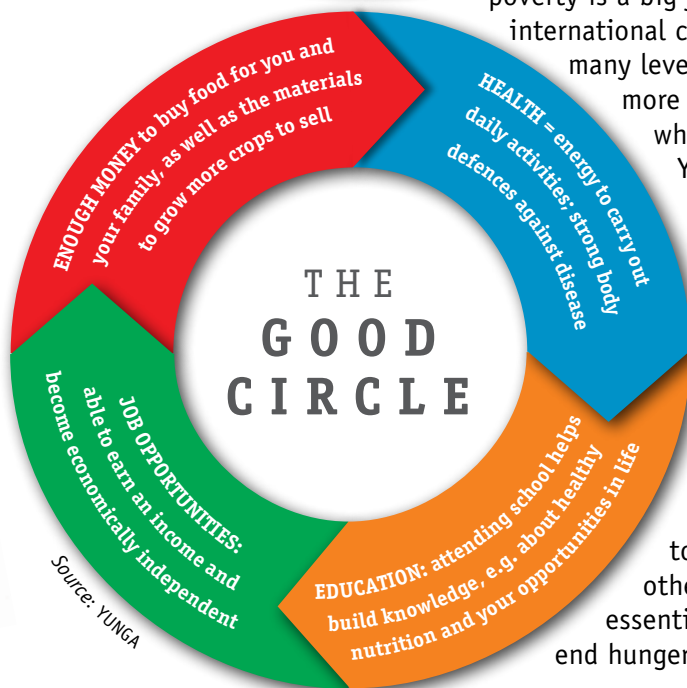 poverty is a big
international c
many leve
more
wh
Y
ENOUGH MONEY to buy food for you and
your family, as well as the materials
to grow more crops to sell
HEALTH = energy to carry out
daily activities; strong body
defences against disease
THE
GOOD
CIRCLE
JOB OPPORTUNITIES:
able to earn an income and
become economically independent
EDUCATION: attending school helps
build knowledge, e.g. about healthy
nutrition and your opportunities in life
Source: YUNGA
to
othe
essenti
end hunger